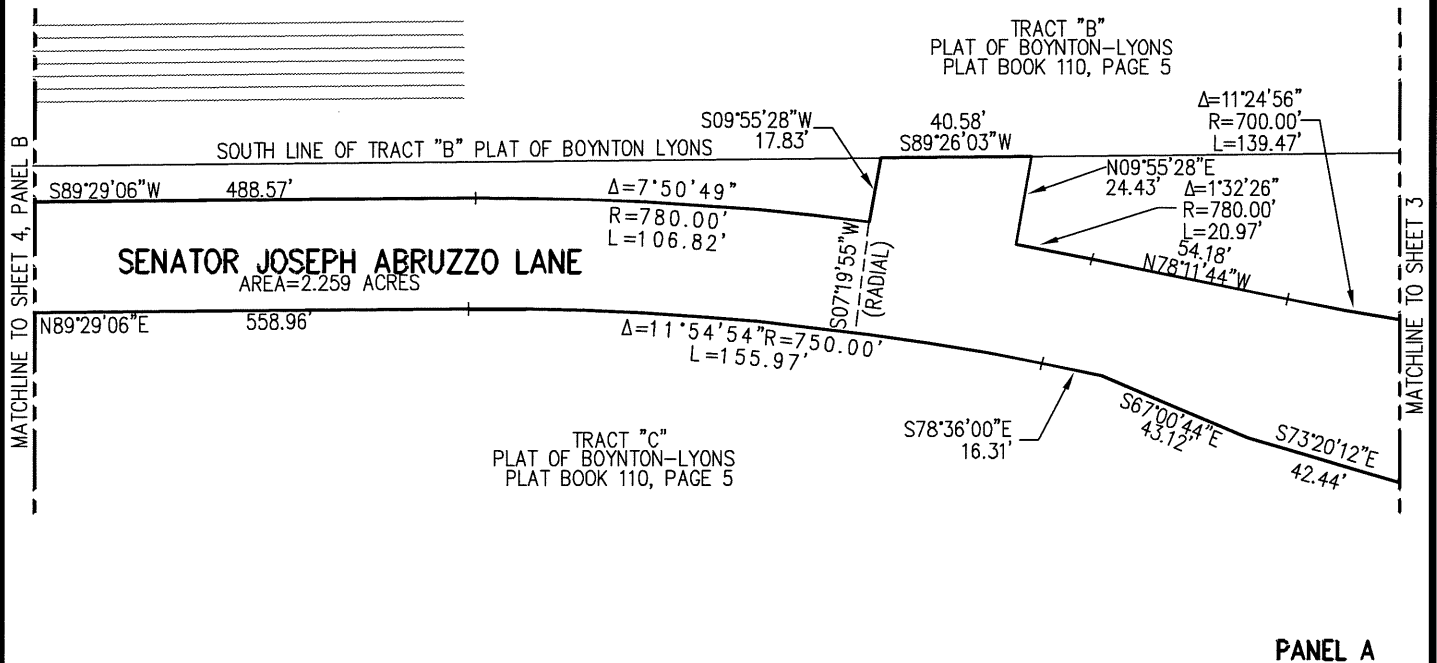 TRACT "B"
PLAT OF BOYNTON-LYONS
PLAT BOOK 110, PAGE 5
Δ=11°24'56"
R=700.00'
L=139.47'
S09°55'28"W
17.83'
40.58'
S89°26'03"W
SOUTH LINE OF TRACT "B" PLAT OF BOYNTON LYONS
N09°55'28"E
24.43'
Δ=1°32'26"
R=780.00'
L=20.97'
54.18'
N78°11'44"W
S89°29'06"W 488.57'
Δ=7°50'49"
R=780.00'
L=106.82'
MATCHLINE TO SHEET 4, PANEL B
SENATOR JOSEPH ABRUZZO LANE
AREA=2.259 ACRES
S07°19'55"W
(RADIAL)
MATCHLINE TO SHEET 3
N89°29'06"E 558.96'
Δ=11°54'54" R=750.00'
L=155.97'
S78°36'00"E
16.31'
S67°00'44"E
43.12'
S73°20'12"E
42.44'
TRACT "C"
PLAT OF BOYNTON-LYONS
PLAT BOOK 110, PAGE 5
PANEL A